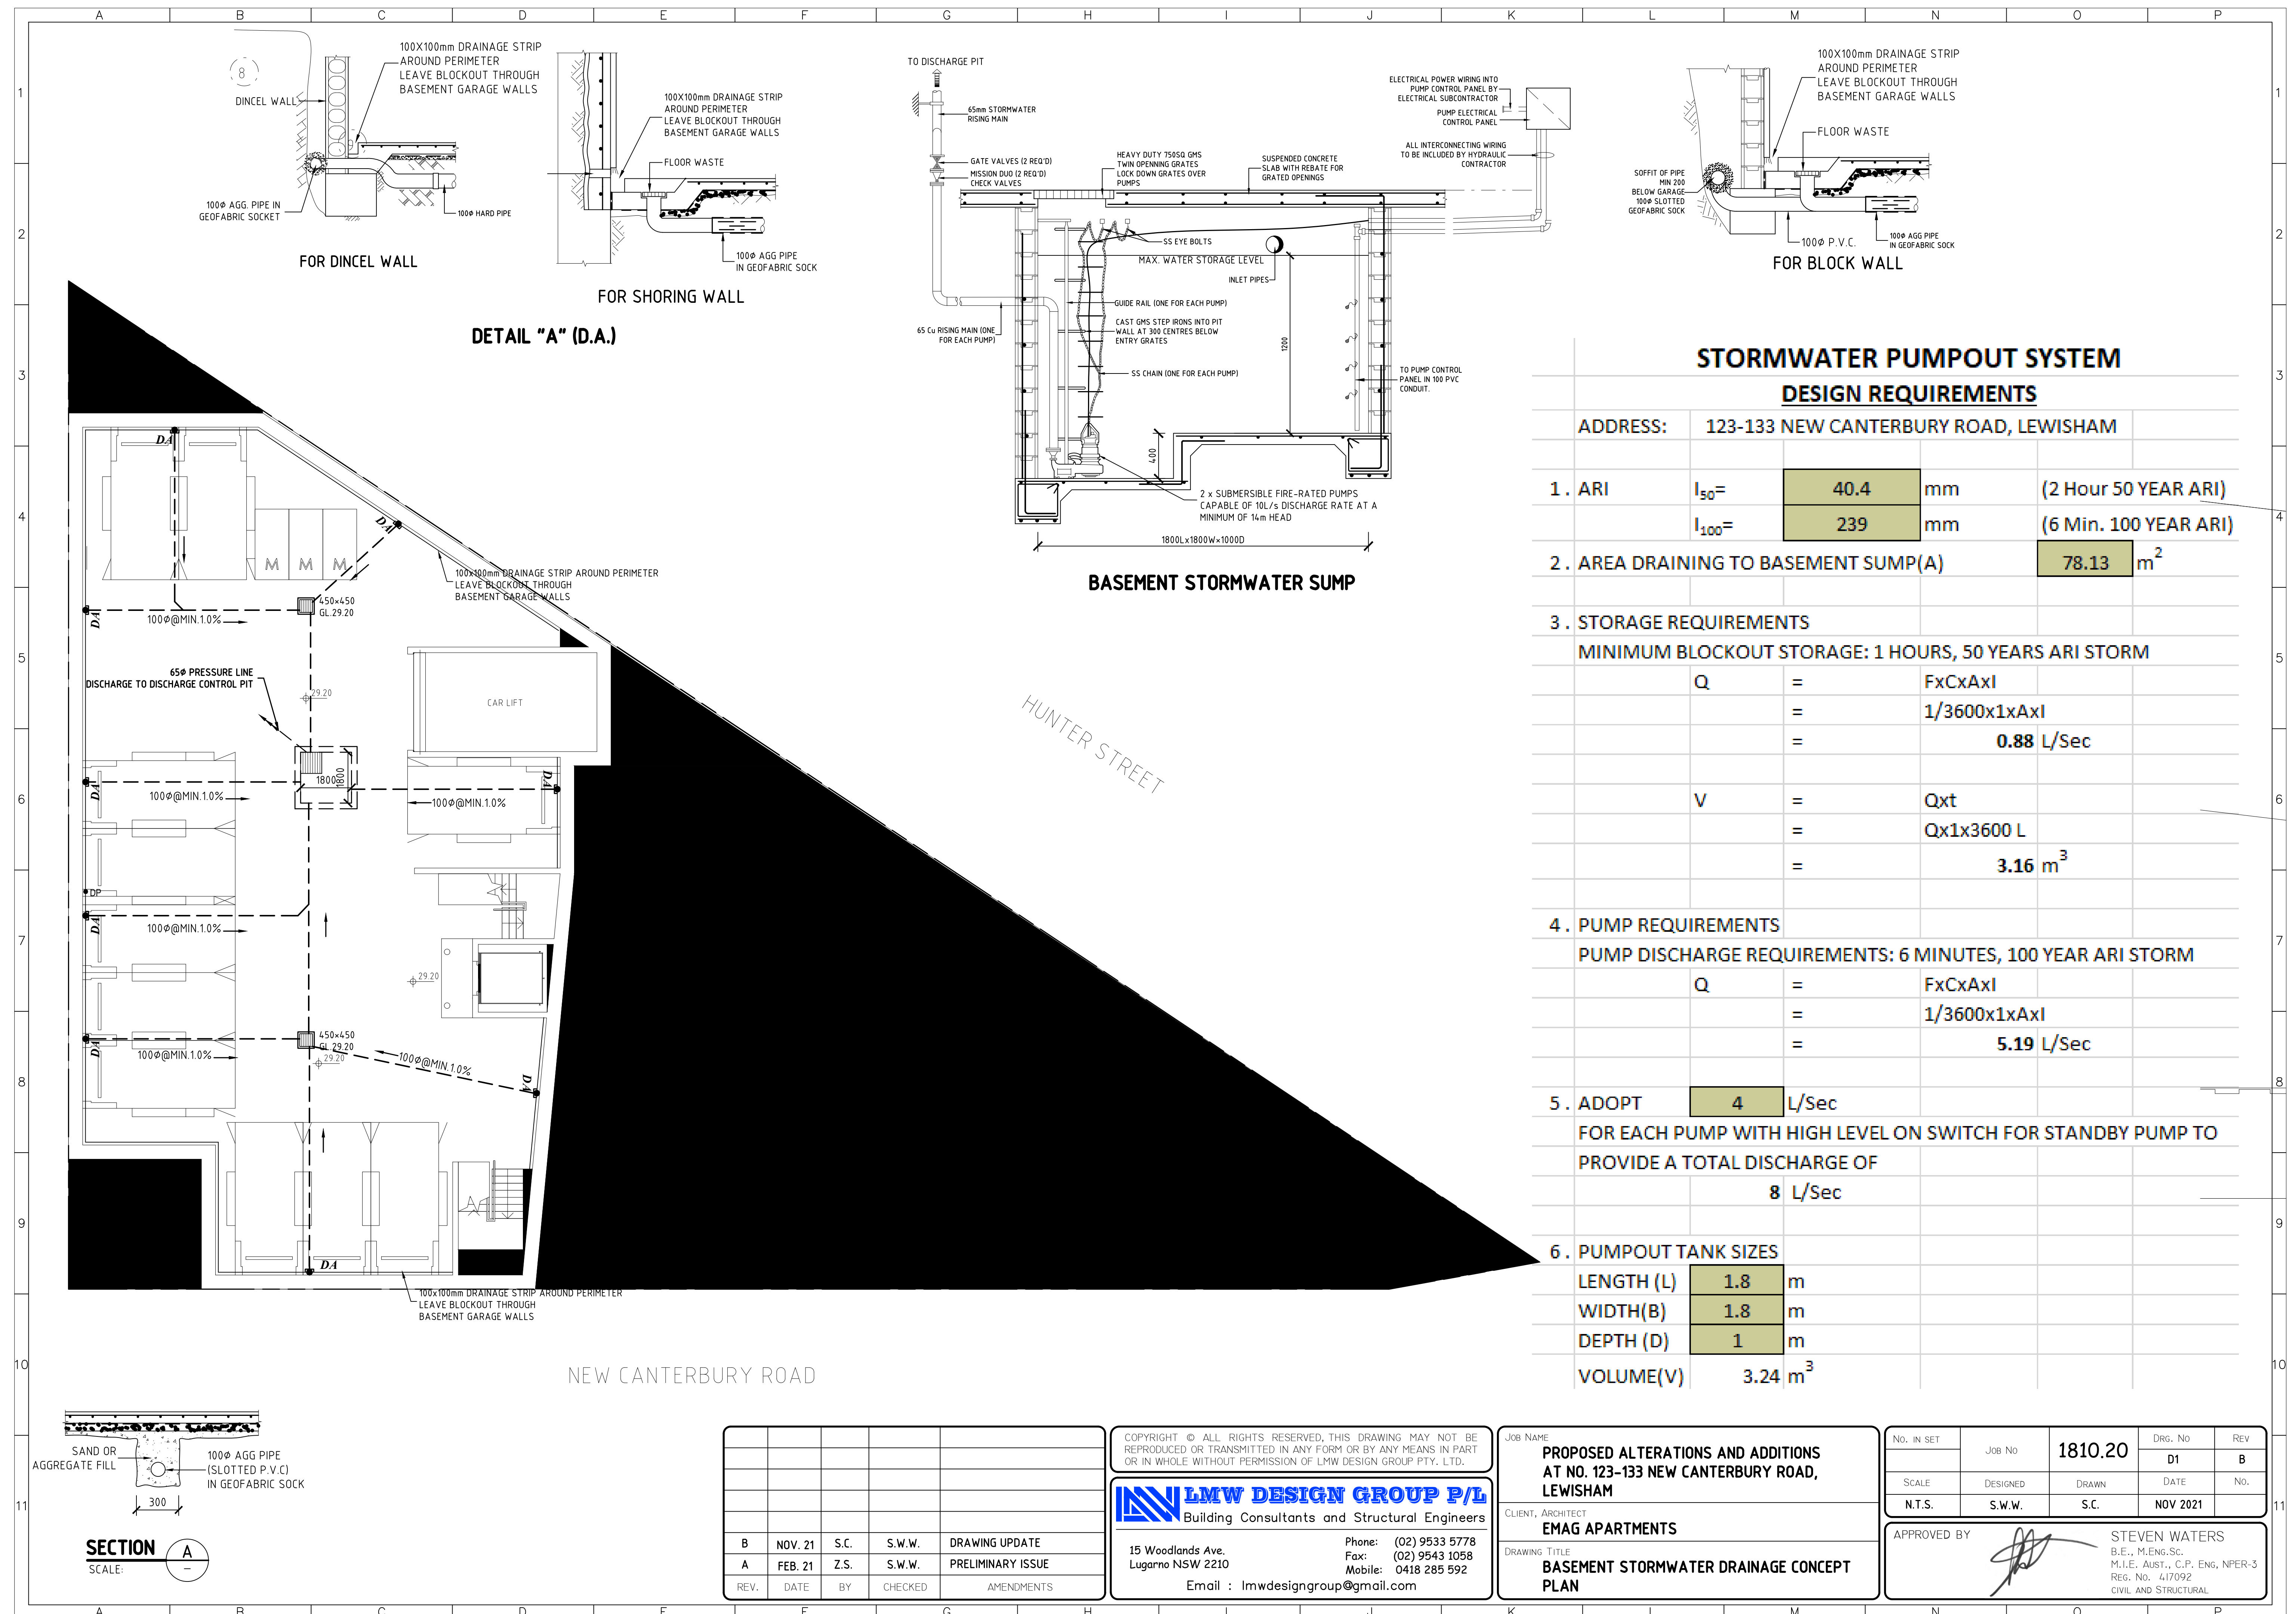 A B C D E F G H I J K L M N O P
1
2
3
4
5
6
7
8
9
10
11
8
DINCEL WALL
100X100mm DRAINAGE STRIP
AROUND PERIMETER
LEAVE BLOCKOUT THROUGH
BASEMENT GARAGE WALLS
100ø AGG. PIPE IN
GEOFABRIC SOCKET
100ø HARD PIPE
FOR DINCEL WALL
100X100mm DRAINAGE STRIP
AROUND PERIMETER
LEAVE BLOCKOUT THROUGH
BASEMENT GARAGE WALLS
FLOOR WASTE
100ø AGG PIPE
IN GEOFABRIC SOCK
FOR SHORING WALL
DETAIL "A" (D.A.)
TO DISCHARGE PIT
65mm STORMWATER
RISING MAIN
GATE VALVES (2 REQ'D)
MISSION DUO (2 REQ'D)
CHECK VALVES
HEAVY DUTY 750SQ GMS
TWIN OPENNING GRATES
LOCK DOWN GRATES OVER
PUMPS
SUSPENDED CONCRETE
SLAB WITH REBATE FOR
GRATED OPENINGS
ELECTRICAL POWER WIRING INTO
PUMP CONTROL PANEL BY
ELECTRICAL SUBCONTRACTOR
PUMP ELECTRICAL
CONTROL PANEL
ALL INTERCONNECTING WIRING
TO BE INCLUDED BY HYDRAULIC
CONTRACTOR
SS EYE BOLTS
MAX. WATER STORAGE LEVEL
INLET PIPES
GUIDE RAIL (ONE FOR EACH PUMP)
65 Cu RISING MAIN (ONE
FOR EACH PUMP)
CAST GMS STEP IRONS INTO PIT
WALL AT 300 CENTRES BELOW
ENTRY GRATES
SS CHAIN (ONE FOR EACH PUMP)
1200
TO PUMP CONTROL
PANEL IN 100 PVC
CONDUIT.
400
2 x SUBMERSIBLE FIRE-RATED PUMPS
CAPABLE OF 10L/s DISCHARGE RATE AT A
MINIMUM OF 14m HEAD
1800Lx1800Wx1000D
BASEMENT STORMWATER SUMP
100X100mm DRAINAGE STRIP
AROUND PERIMETER
LEAVE BLOCKOUT THROUGH
BASEMENT GARAGE WALLS
FLOOR WASTE
SOFFIT OF PIPE
MIN 200
BELOW GARAGE
100ø SLOTTED
GEOFABRIC SOCK
100ø P.V.C.
100ø AGG PIPE
IN GEOFABRIC SOCK
FOR BLOCK WALL
STORMWATER PUMPOUT SYSTEM
DESIGN REQUIREMENTS
ADDRESS: 123-133 NEW CANTERBURY ROAD, LEWISHAM
1. ARI I50= 40.4 mm (2 Hour 50 YEAR ARI)
I100= 239 mm (6 Min. 100 YEAR ARI)
2. AREA DRAINING TO BASEMENT SUMP(A) 78.13 m2
3. STORAGE REQUIREMENTS
MINIMUM BLOCKOUT STORAGE: 1 HOURS, 50 YEARS ARI STORM
Q = FxCxAxI
= 1/3600x1xAxI
= 0.88 L/Sec
V = Qxt
= Qx1x3600 L
= 3.16 m3
4. PUMP REQUIREMENTS
PUMP DISCHARGE REQUIREMENTS: 6 MINUTES, 100 YEAR ARI STORM
Q = FxCxAxI
= 1/3600x1xAxI
= 5.19 L/Sec
5. ADOPT 4 L/Sec
FOR EACH PUMP WITH HIGH LEVEL ON SWITCH FOR STANDBY PUMP TO
PROVIDE A TOTAL DISCHARGE OF
8 L/Sec
6. PUMPOUT TANK SIZES
LENGTH (L) 1.8 m
WIDTH(B) 1.8 m
DEPTH (D) 1 m
VOLUME(V) 3.24 m3
DA
DA
M M M
100x100mm DRAINAGE STRIP AROUND PERIMETER
LEAVE BLOCKOUT THROUGH
BASEMENT GARAGE WALLS
450x450
GL.29.20
DA
100ø@MIN.1.0%
65ø PRESSURE LINE
DISCHARGE TO DISCHARGE CONTROL PIT
29.20
CAR LIFT
HUNTER STREET
1800
1800
DA
100ø@MIN.1.0%
DA
100ø@MIN.1.0%
DP
DA
100ø@MIN.1.0%
29.20
450x450
GL.29.20
29.20
DA
100ø@MIN.1.0%
100ø@MIN.1.0%
DA
DA
100x100mm DRAINAGE STRIP AROUND PERIMETER
LEAVE BLOCKOUT THROUGH
BASEMENT GARAGE WALLS
NEW CANTERBURY ROAD
SAND OR
AGGREGATE FILL
100ø AGG PIPE
(SLOTTED P.V.C)
IN GEOFABRIC SOCK
300
SECTION A
SCALE: -
B NOV. 21 S.C. S.W.W. DRAWING UPDATE
A FEB. 21 Z.S. S.W.W. PRELIMINARY ISSUE
REV. DATE BY CHECKED AMENDMENTS
COPYRIGHT © ALL RIGHTS RESERVED, THIS DRAWING MAY NOT BE
REPRODUCED OR TRANSMITTED IN ANY FORM OR BY ANY MEANS IN PART
OR IN WHOLE WITHOUT PERMISSION OF LMW DESIGN GROUP PTY. LTD.
LMW DESIGN GROUP P/L
Building Consultants and Structural Engineers
15 Woodlands Ave.
Lugarno NSW 2210
Phone: (02) 9533 5778
Fax: (02) 9543 1058
Mobile: 0418 285 592
Email : lmwdesigngroup@gmail.com
JOB NAME
PROPOSED ALTERATIONS AND ADDITIONS
AT NO. 123-133 NEW CANTERBURY ROAD,
LEWISHAM
CLIENT, ARCHITECT
EMAG APARTMENTS
DRAWING TITLE
BASEMENT STORMWATER DRAINAGE CONCEPT
PLAN
NO. IN SET
JOB NO 1810.20
DRG. NO REV
D1 B
SCALE DESIGNED DRAWN DATE NO.
N.T.S. S.W.W. S.C. NOV 2021
APPROVED BY
STEVEN WATERS
B.E., M.ENG.SC.
M.I.E. AUST., C.P. ENG, NPER-3
REG. NO. 417092
CIVIL AND STRUCTURAL
A B C D E F G H I J K L M N O P